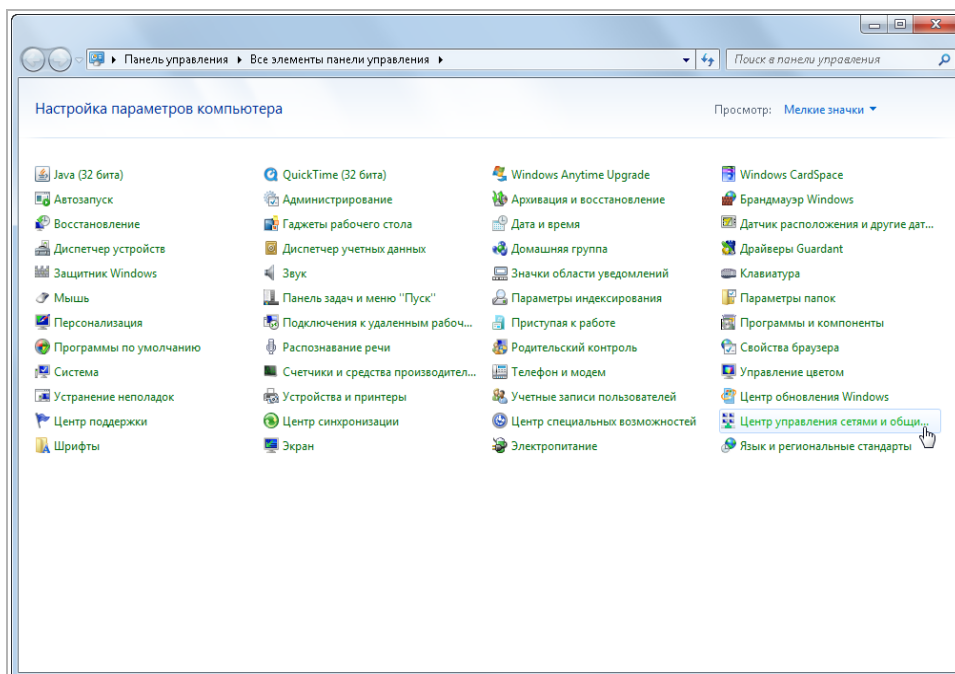 Панель управления ▸ Все элементы панели управления ▸ Поиск в панели управления
Настройка параметров компьютера Просмотр: Мелкие значки
Java (32 бита) QuickTime (32 бита) Windows Anytime Upgrade Windows CardSpace
Автозапуск Администрирование Архивация и восстановление Брандмауэр Windows
Восстановление Гаджеты рабочего стола Дата и время Датчик расположения и другие дат...
Диспетчер устройств Диспетчер учетных данных Домашняя группа Драйверы Guardant
Защитник Windows Звук Значки области уведомлений Клавиатура
Мышь Панель задач и меню "Пуск" Параметры индексирования Параметры папок
Персонализация Подключения к удаленным рабоч... Приступая к работе Программы и компоненты
Программы по умолчанию Распознавание речи Родительский контроль Свойства браузера
Система Счетчики и средства производител... Телефон и модем Управление цветом
Устранение неполадок Устройства и принтеры Учетные записи пользователей Центр обновления Windows
Центр поддержки Центр синхронизации Центр специальных возможностей Центр управления сетями и общи...
Шрифты Экран Электропитание Язык и региональные стандарты